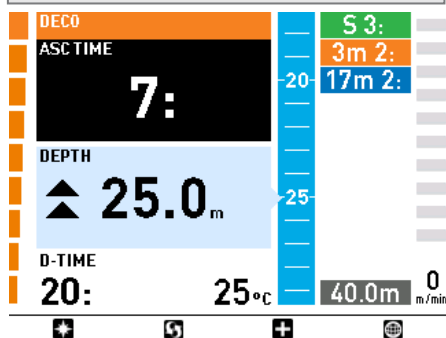 DECO
ASC TIME
7:
DEPTH
25.0m
D-TIME
20:
25°C
20
25
S 3:
3m 2:
17m 2:
40.0m
0
m/min